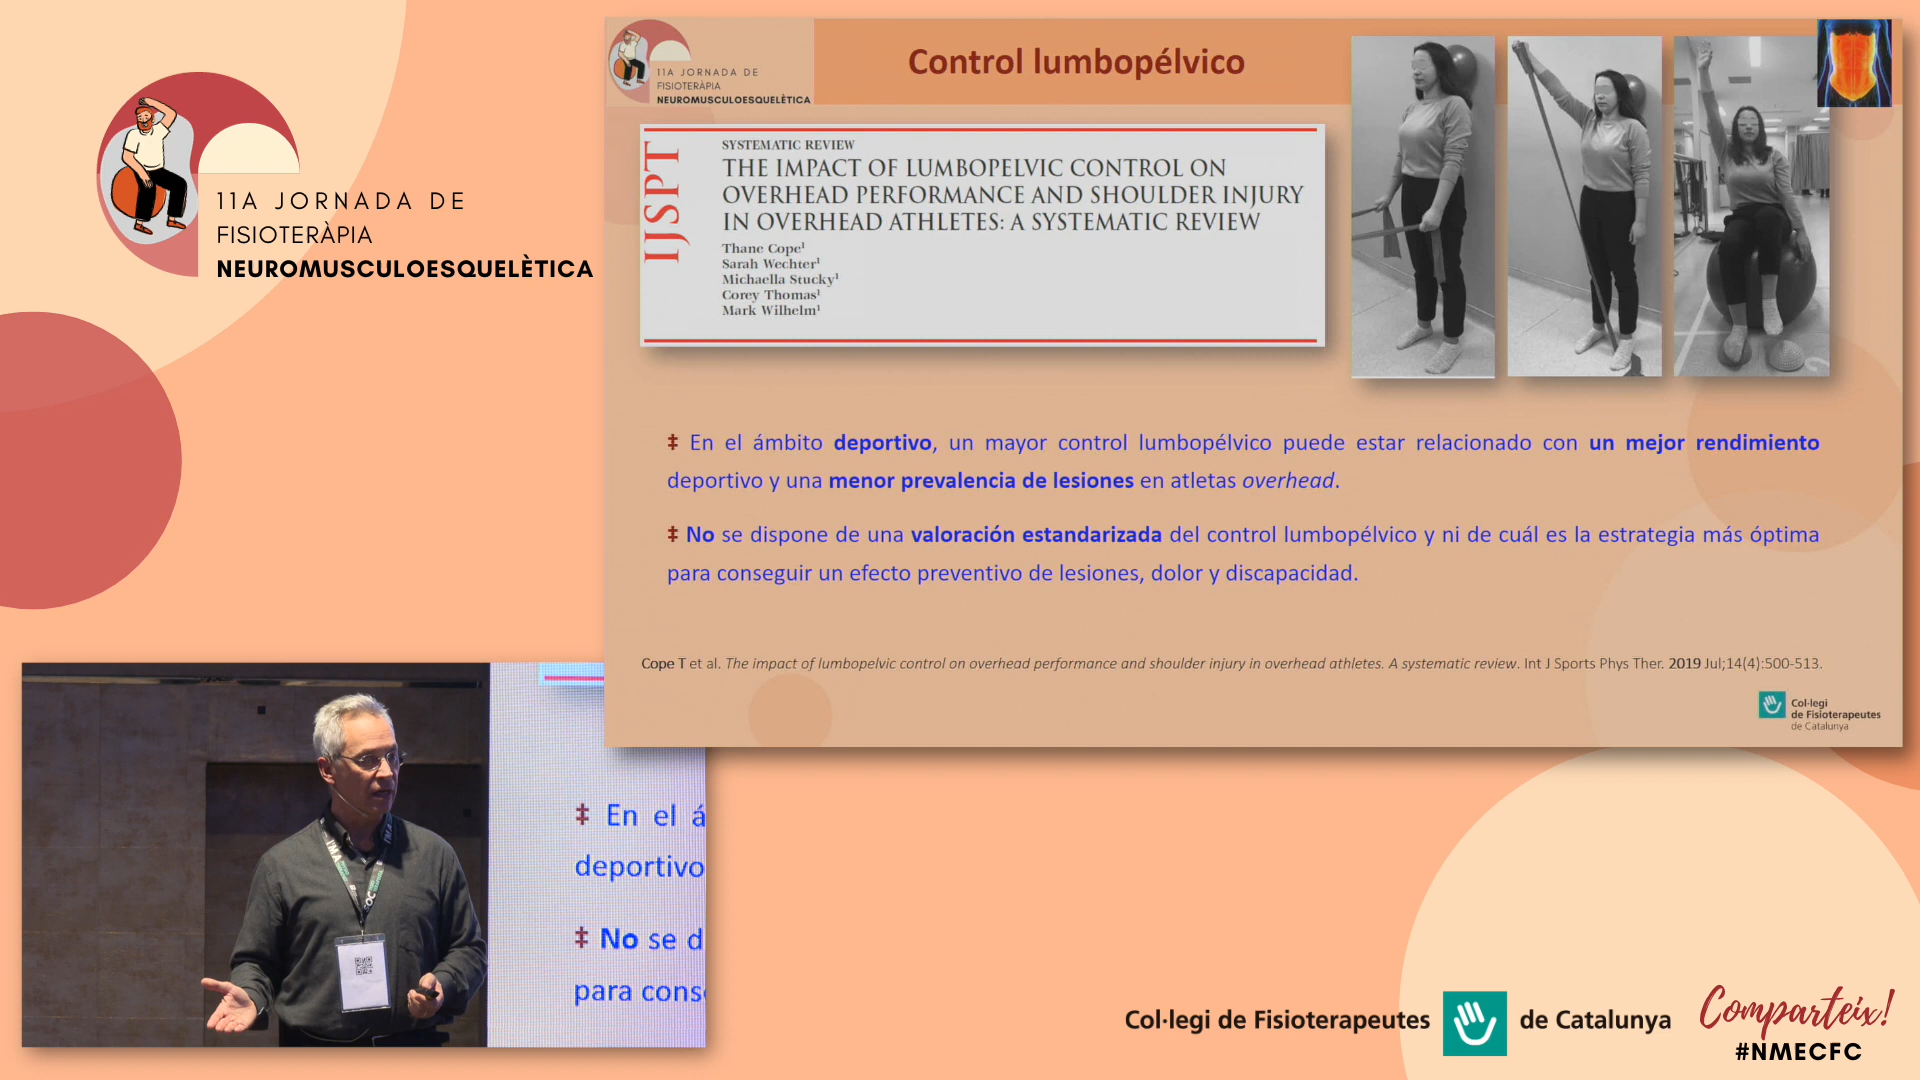 11A JORNADA DE
FISIOTERÀPIA
NEUROMUSCULOESQUELÈTICA
11A JORNADA DE
FISIOTERÀPIA
NEUROMUSCULOESQUELÈTICA
Control lumbopélvico
IJSPT
SYSTEMATIC REVIEW
THE IMPACT OF LUMBOPELVIC CONTROL ON
OVERHEAD PERFORMANCE AND SHOULDER INJURY
IN OVERHEAD ATHLETES: A SYSTEMATIC REVIEW
Thane Cope¹
Sarah Wechter¹
Michaella Stucky¹
Corey Thomas¹
Mark Wilhelm¹
‡ En el ámbito deportivo, un mayor control lumbopélvico puede estar relacionado con un mejor rendimiento
deportivo y una menor prevalencia de lesiones en atletas overhead.
‡ No se dispone de una valoración estandarizada del control lumbopélvico y ni de cuál es la estrategia más óptima
para conseguir un efecto preventivo de lesiones, dolor y discapacidad.
Cope T et al. The impact of lumbopelvic control on overhead performance and shoulder injury in overhead athletes. A systematic review. Int J Sports Phys Ther. 2019 Jul;14(4):500-513.
Col·legi
de Fisioterapeutes
de Catalunya
‡ En el á
deportivo
‡ No se d
para cons
Col·legi de Fisioterapeutes de Catalunya
Comparteix!
#NMECFC